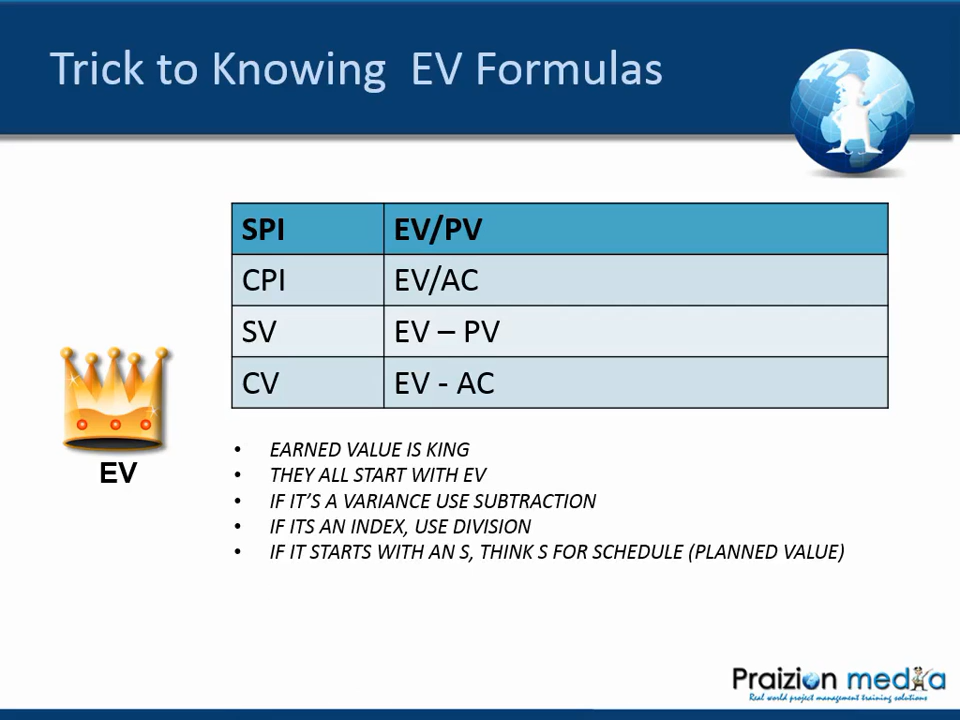 Trick to Knowing EV Formulas
SPI EV/PV
CPI EV/AC
SV EV – PV
CV EV - AC
EV
• EARNED VALUE IS KING
• THEY ALL START WITH EV
• IF IT’S A VARIANCE USE SUBTRACTION
• IF ITS AN INDEX, USE DIVISION
• IF IT STARTS WITH AN S, THINK S FOR SCHEDULE (PLANNED VALUE)
Praizion media
Real world project management training solutions